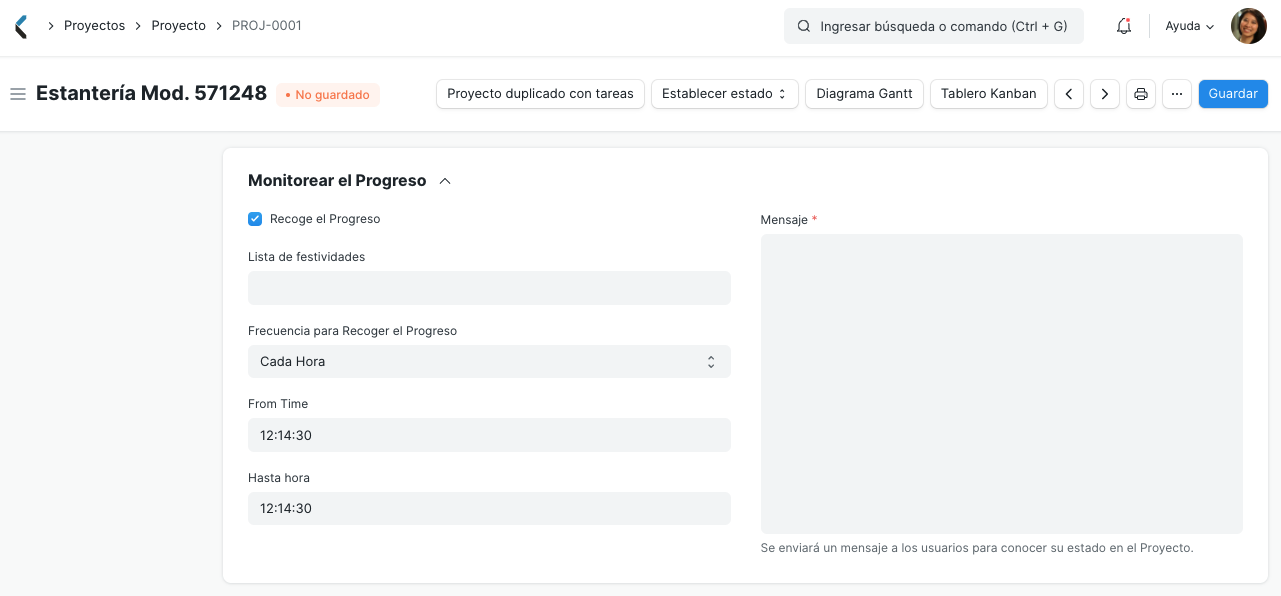 Proyectos Proyecto PROJ-0001
Ingresar búsqueda o comando (Ctrl + G)
Ayuda
Estantería Mod. 571248
No guardado
Proyecto duplicado con tareas
Establecer estado
Diagrama Gantt
Tablero Kanban
Guardar
Monitorear el Progreso
Recoge el Progreso
Lista de festividades
Frecuencia para Recoger el Progreso
Cada Hora
From Time
12:14:30
Hasta hora
12:14:30
Mensaje *
Se enviará un mensaje a los usuarios para conocer su estado en el Proyecto.